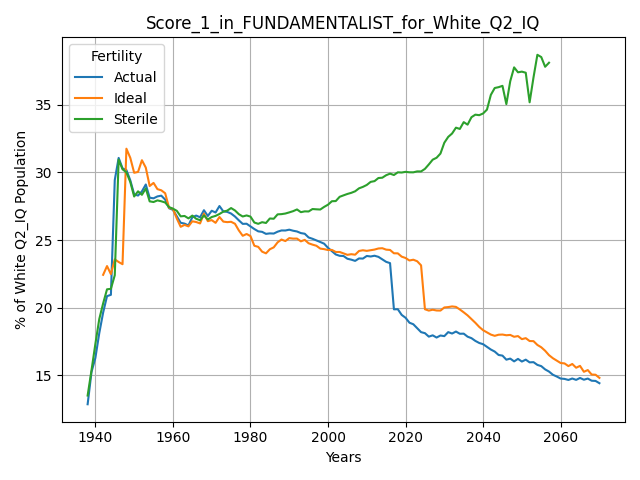 Score_1_in_FUNDAMENTALIST_for_White_Q2_IQ
Fertility
Actual
Ideal
Sterile
% of White Q2_IQ Population
35
30
25
20
15
1940 1960 1980 2000 2020 2040 2060
Years